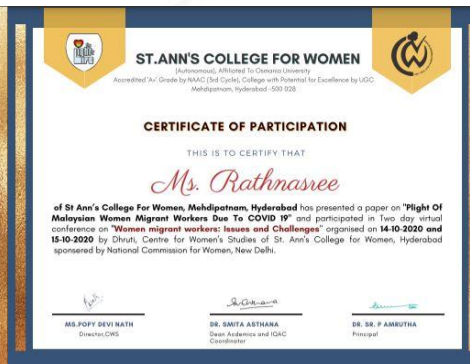 ST.ANN'S COLLEGE FOR WOMEN
(Autonomous), Affiliated To Osmania University
Accredited 'A+' Grade by NAAC (3rd Cycle), College with Potential for Excellence by UGC
Mehdipatnam, Hyderabad -500 028
CERTIFICATE OF PARTICIPATION
THIS IS TO CERTIFY THAT
Ms. Rathnasree
of St Ann's College For Women, Mehdipatnam, Hyderabad has presented a paper on "Plight Of
Malaysian Women Migrant Workers Due To COVID 19" and participated in Two day virtual
conference on "Women migrant workers: Issues and Challenges" organised on 14-10-2020 and
15-10-2020 by Dhruti, Centre for Women's Studies of St. Ann's College for Women, Hyderabad
sponsered by National Commission for Women, New Delhi.
MS.POPY DEVI NATH
Director,CWS
DR. SMITA ASTHANA
Dean Acdemics and IQAC
Coordinator
DR. SR. P AMRUTHA
Principal